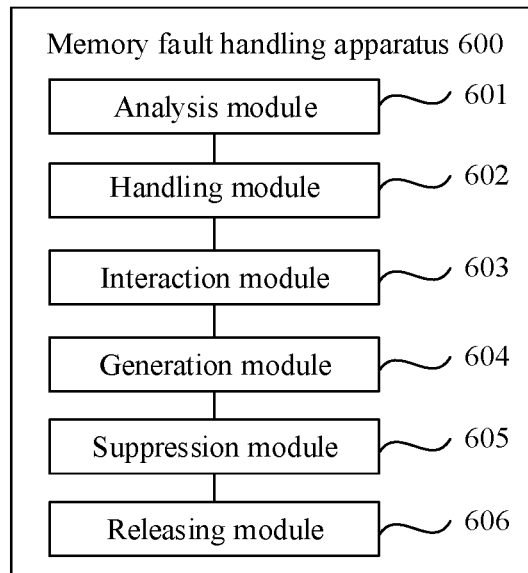 Memory fault handling apparatus 600
Analysis module 601
Handling module 602
Interaction module 603
Generation module 604
Suppression module 605
Releasing module 606